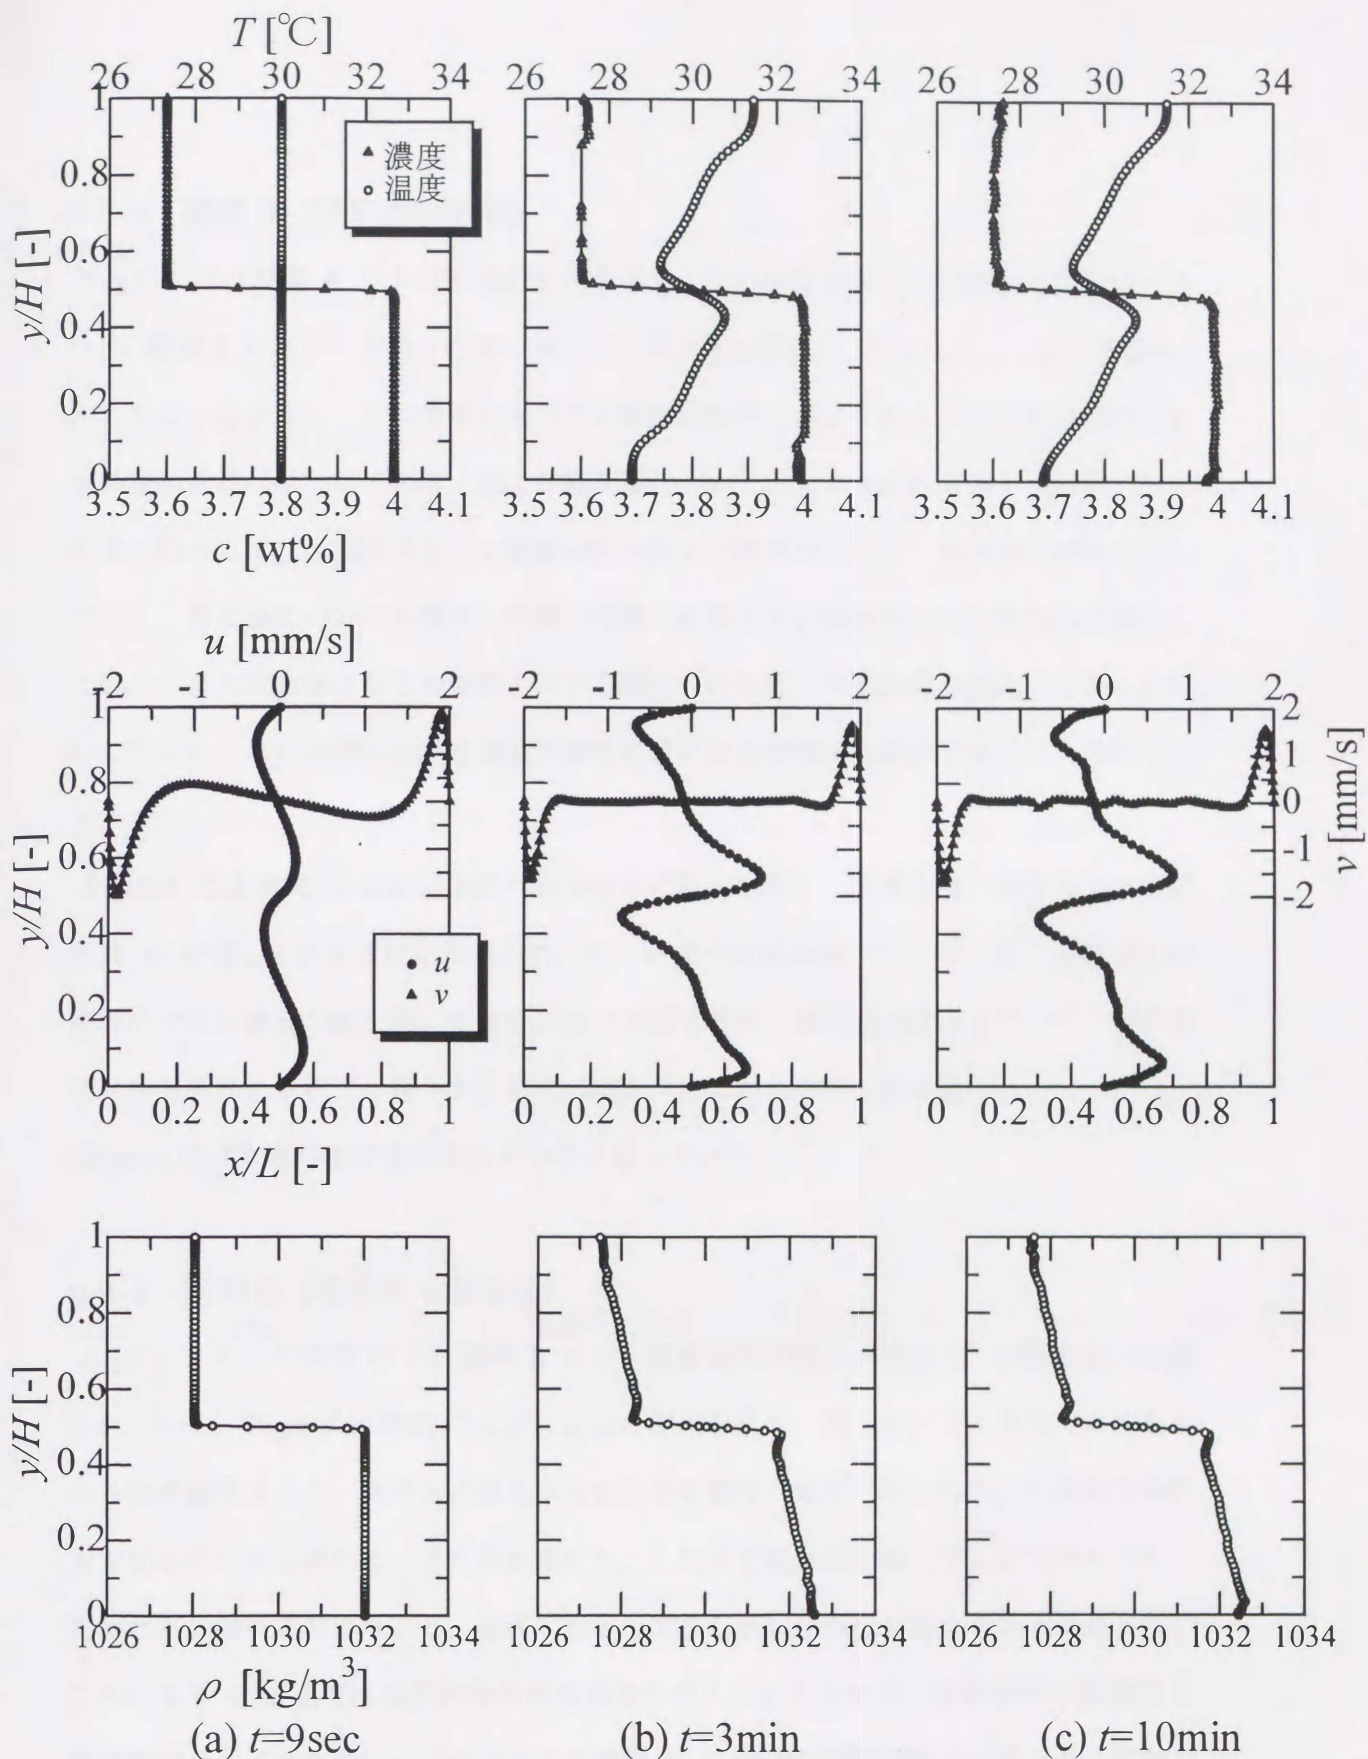 T [℃]
26 28 30 32 34 26 28 30 32 34 26 28 30 32 34
1
0.8
0.6
0.4
0.2
0
y/H [-]
▲ 濃度
○ 温度
3.5 3.6 3.7 3.8 3.9 4 4.1 3.5 3.6 3.7 3.8 3.9 4 4.1 3.5 3.6 3.7 3.8 3.9 4 4.1
c [wt%]
u [mm/s]
-2 -1 0 1 2 -2 -1 0 1 2 -2 -1 0 1 2
1
0.8
0.6
0.4
0.2
0
y/H [-]
● u
▲ v
2
1
0
-1
-2
v [mm/s]
0 0.2 0.4 0.6 0.8 1 0 0.2 0.4 0.6 0.8 1 0 0.2 0.4 0.6 0.8 1
x/L [-]
1
0.8
0.6
0.4
0.2
0
y/H [-]
1026 1028 1030 1032 1034 1026 1028 1030 1032 1034 1026 1028 1030 1032 1034
ρ [kg/m³]
(a) t=9sec (b) t=3min (c) t=10min